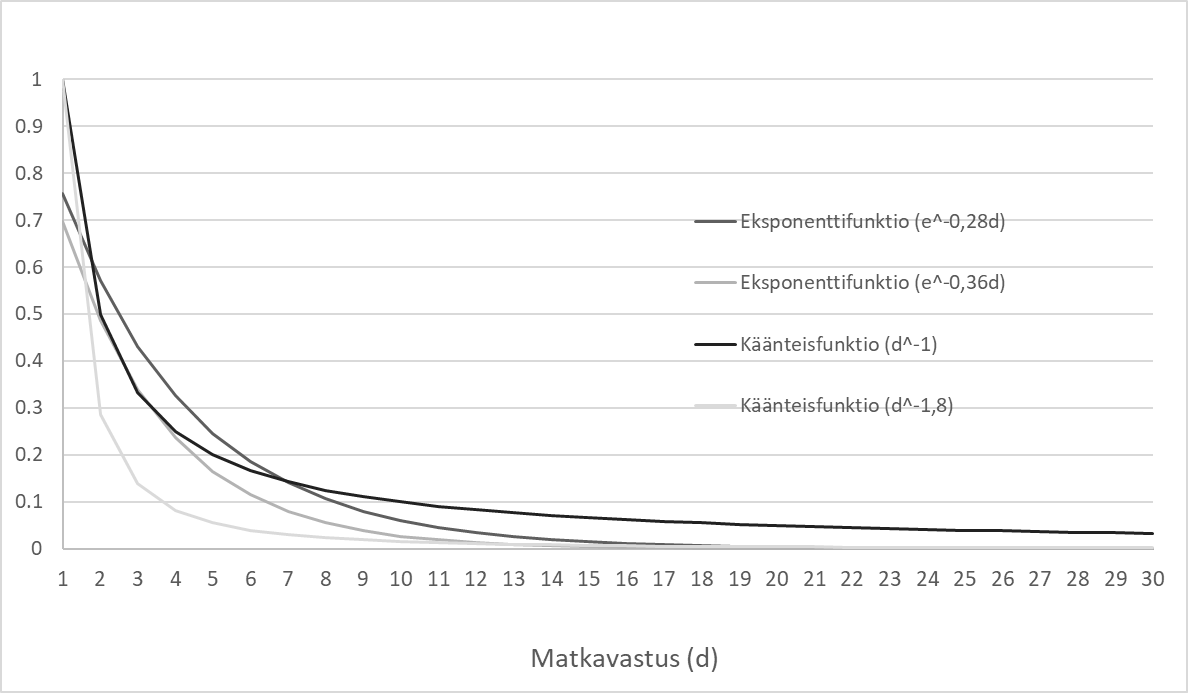 1
0.9
0.8
0.7
0.6
0.5
0.4
0.3
0.2
0.1
0
Eksponenttifunktio (e^-0,28d)
Eksponenttifunktio (e^-0,36d)
Käänteisfunktio (d^-1)
Käänteisfunktio (d^-1,8)
1 2 3 4 5 6 7 8 9 10 11 12 13 14 15 16 17 18 19 20 21 22 23 24 25 26 27 28 29 30
Matkavastus (d)